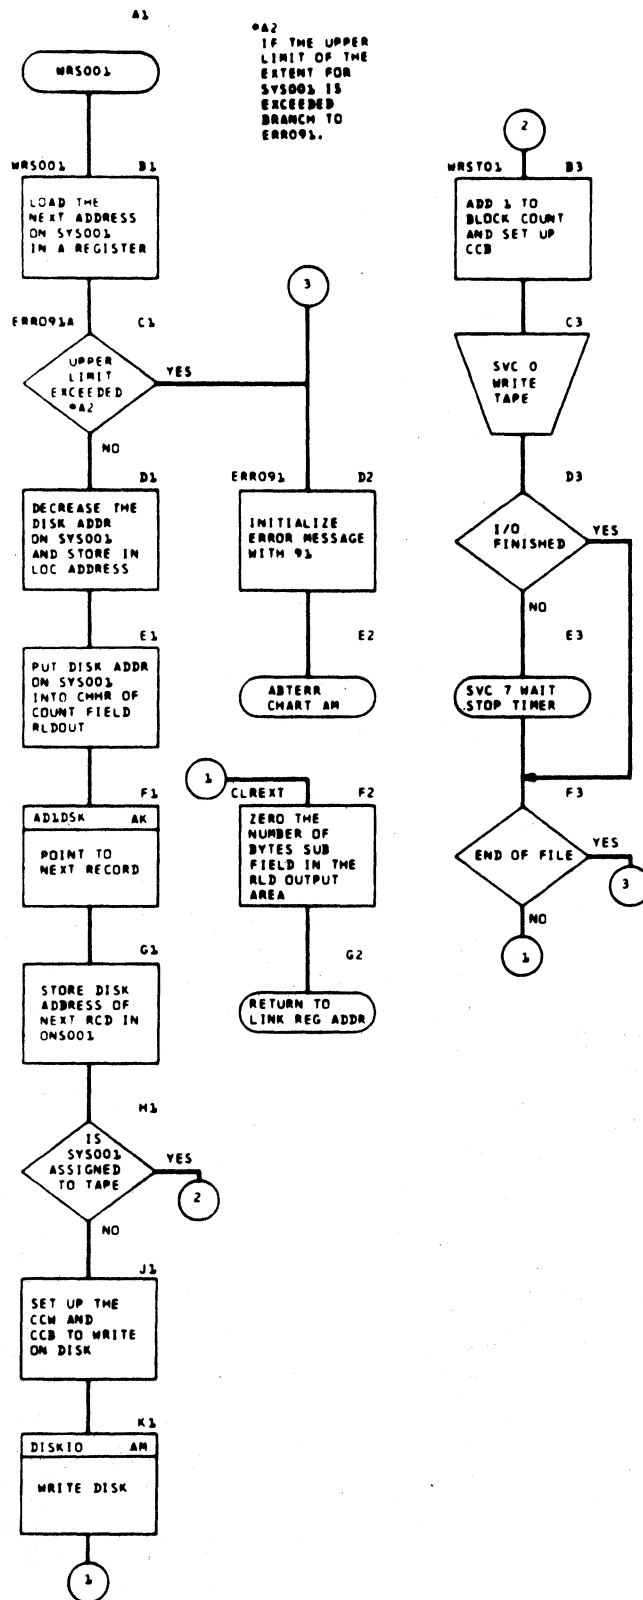 A1
WRS001
WRS001 B1
LOAD THE
NEXT ADDRESS
ON SYS001
IN A REGISTER
ERR091A C1
UPPER
LIMIT
EXCEEDED
*A2
YES
NO
D1
DECREASE THE
DISK ADDR
ON SYS001
AND STORE IN
LOC ADDRESS
E1
PUT DISK ADDR
ON SYS001
INTO CHHR OF
COUNT FIELD
RLDOUT
F1
AD1DSK AK
POINT TO
NEXT RECORD
G1
STORE DISK
ADDRESS OF
NEXT RCD IN
ONS001
H1
IS
SYS001
ASSIGNED
TO TAPE
YES
2
NO
J1
SET UP THE
CCW AND
CCB TO WRITE
ON DISK
K1
DISKIO AM
WRITE DISK
1
*A2
IF THE UPPER
LIMIT OF THE
EXTENT FOR
SYS001 IS
EXCEEDED
BRANCH TO
ERR091.
3
ERR091 D2
INITIALIZE
ERROR MESSAGE
WITH 91
E2
ABTERR
CHART AM
1
CLREXT F2
ZERO THE
NUMBER OF
BYTES SUB
FIELD IN THE
RLD OUTPUT
AREA
G2
RETURN TO
LINK REG ADDR
2
WRST01 B3
ADD 1 TO
BLOCK COUNT
AND SET UP
CCB
C3
SVC 0
WRITE
TAPE
D3
I/O
FINISHED
YES
NO
E3
SVC 7 WAIT
STOP TIMER
F3
END OF FILE
YES
3
NO
1